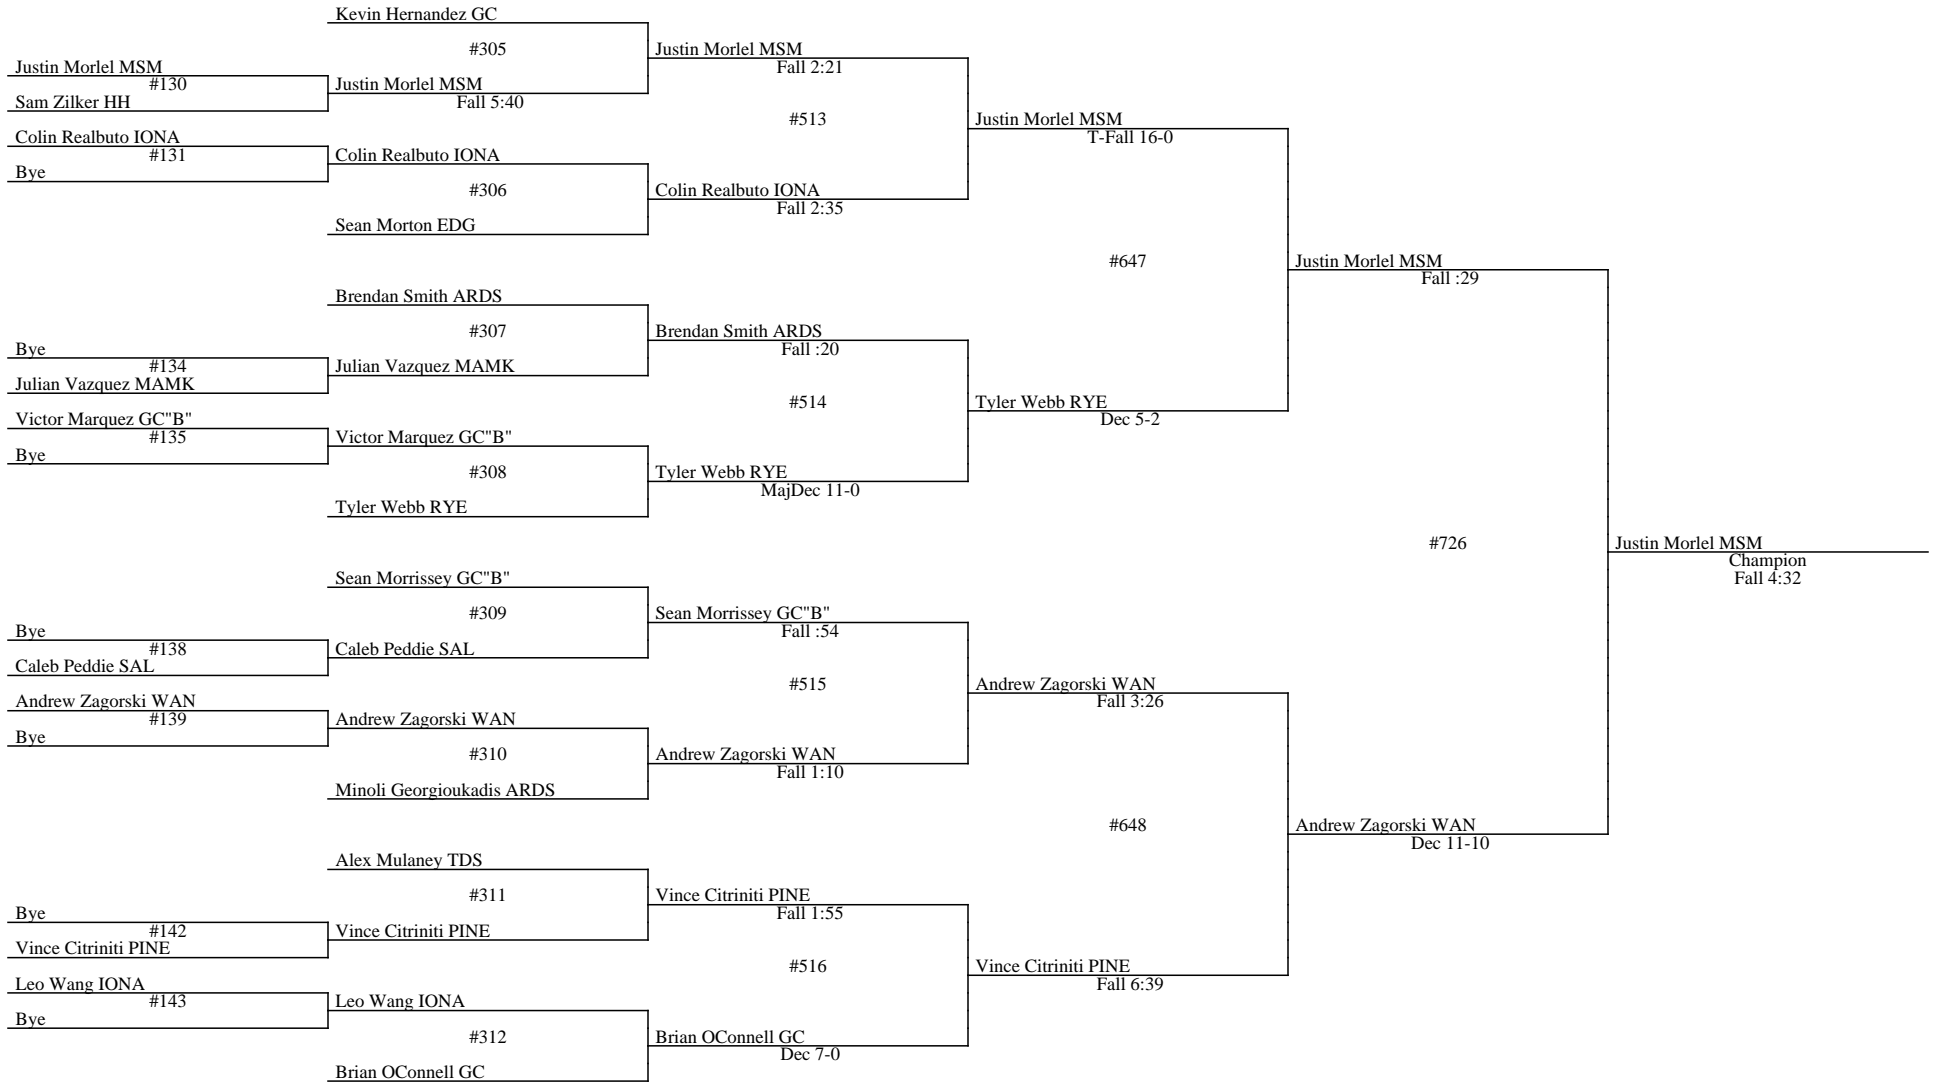 Kevin Hernandez GC
#305
Justin Morlel MSM
Fall 2:21
Justin Morlel MSM
#130
Justin Morlel MSM
Fall 5:40
Sam Zilker HH
#513
Justin Morlel MSM
T-Fall 16-0
Colin Realbuto IONA
#131
Colin Realbuto IONA
Bye
#306
Colin Realbuto IONA
Fall 2:35
Sean Morton EDG
#647
Justin Morlel MSM
Fall :29
Brendan Smith ARDS
#307
Brendan Smith ARDS
Fall :20
Bye
#134
Julian Vazquez MAMK
Julian Vazquez MAMK
#514
Tyler Webb RYE
Dec 5-2
Victor Marquez GC"B"
#135
Victor Marquez GC"B"
Bye
#308
Tyler Webb RYE
MajDec 11-0
Tyler Webb RYE
#726
Justin Morlel MSM
Champion
Fall 4:32
Sean Morrissey GC"B"
#309
Sean Morrissey GC"B"
Fall :54
Bye
#138
Caleb Peddie SAL
Caleb Peddie SAL
#515
Andrew Zagorski WAN
Fall 3:26
Andrew Zagorski WAN
#139
Andrew Zagorski WAN
Bye
#310
Andrew Zagorski WAN
Fall 1:10
Minoli Georgioukadis ARDS
#648
Andrew Zagorski WAN
Dec 11-10
Alex Mulaney TDS
#311
Vince Citriniti PINE
Fall 1:55
Bye
#142
Vince Citriniti PINE
Vince Citriniti PINE
#516
Vince Citriniti PINE
Fall 6:39
Leo Wang IONA
#143
Leo Wang IONA
Bye
#312
Brian OConnell GC
Dec 7-0
Brian OConnell GC